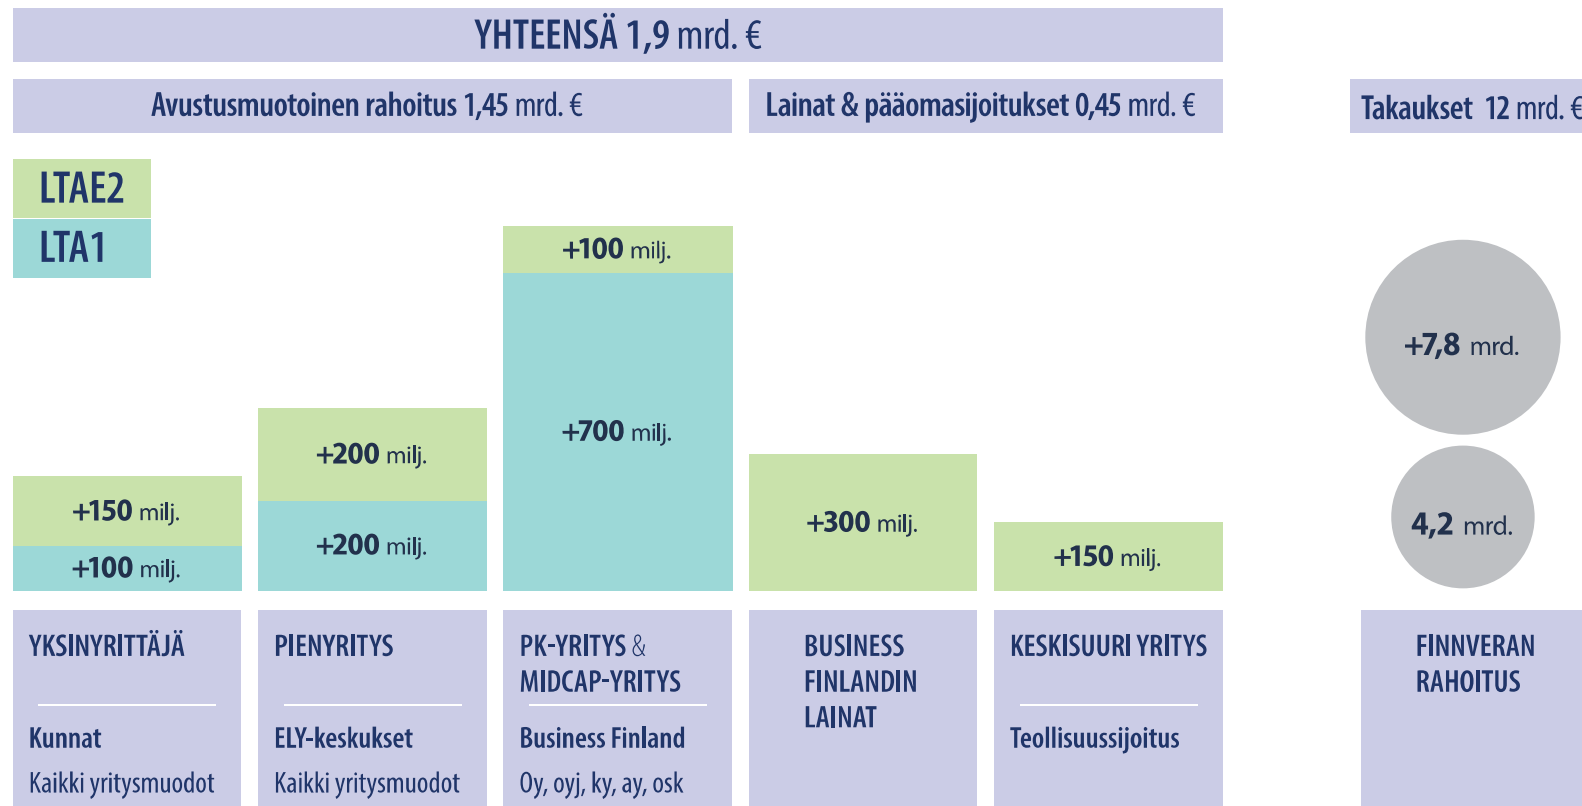 YHTEENSÄ 1,9 mrd. €
Avustusmuotoinen rahoitus 1,45 mrd. €
Lainat & pääomasijoitukset 0,45 mrd. €
Takaukset 12 mrd. €
LTAE2
LTA1
+150 milj.
+100 milj.
+200 milj.
+200 milj.
+100 milj.
+700 milj.
+300 milj.
+150 milj.
+7,8 mrd.
4,2 mrd.
YKSINYRITTÄJÄ
Kunnat
Kaikki yritysmuodot
PIENYRITYS
ELY-keskukset
Kaikki yritysmuodot
PK-YRITYS &
MIDCAP-YRITYS
Business Finland
Oy, oyj, ky, ay, osk
BUSINESS
FINLANDIN
LAINAT
KESKISUURI YRITYS
Teollisuussijoitus
FINNVERAN
RAHOITUS